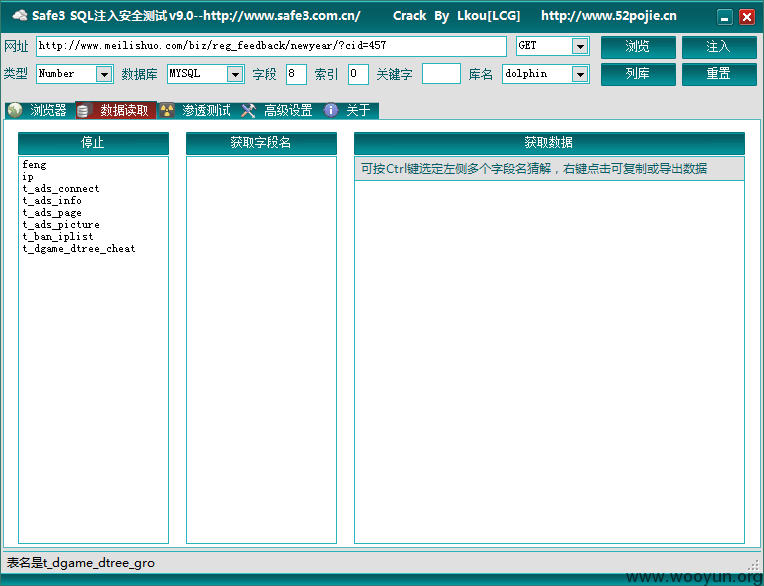 Safe3 SQL注入安全测试 v9.0--http://www.safe3.com.cn/ Crack By Lkou[LCG] http://www.52pojie.cn
网址 http://www.meilishuo.com/biz/reg_feedback/newyear/?cid=457 GET 浏览 注入
类型 Number 数据库 MYSQL 字段 8 索引 0 关键字 库名 dolphin 列库 重置
浏览器 数据读取 渗透测试 高级设置 关于
停止 获取字段名 获取数据
可按Ctrl键选定左侧多个字段名猜解，右键点击可复制或导出数据
feng
ip
t_ads_connect
t_ads_info
t_ads_page
t_ads_picture
t_ban_iplist
t_dgame_dtree_cheat
表名是t_dgame_dtree_gro
www.wooyun.org